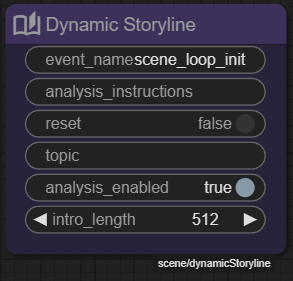 Dynamic Storyline
event_name scene_loop_init
analysis_instructions
reset false
topic
analysis_enabled true
intro_length 512
scene/dynamicStoryline